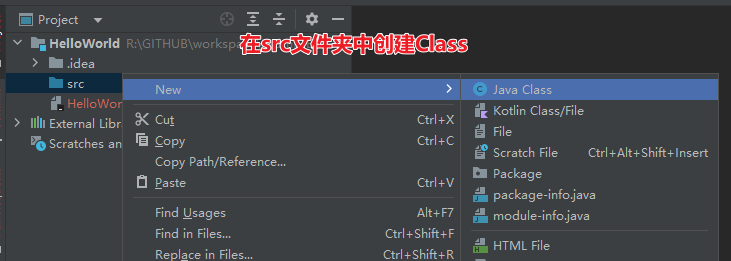 Project
HelloWorld R:\GITHUB\workspa
在src文件夹中创建Class
.idea
src
HelloWor
External Libr
Scratches an
New
Cut Ctrl+X
Copy Ctrl+C
Copy Path/Reference...
Paste Ctrl+V
Find Usages Alt+F7
Find in Files... Ctrl+Shift+F
Replace in Files... Ctrl+Shift+R
Java Class
Kotlin Class/File
File
Scratch File Ctrl+Alt+Shift+Insert
Package
package-info.java
module-info.java
HTML File